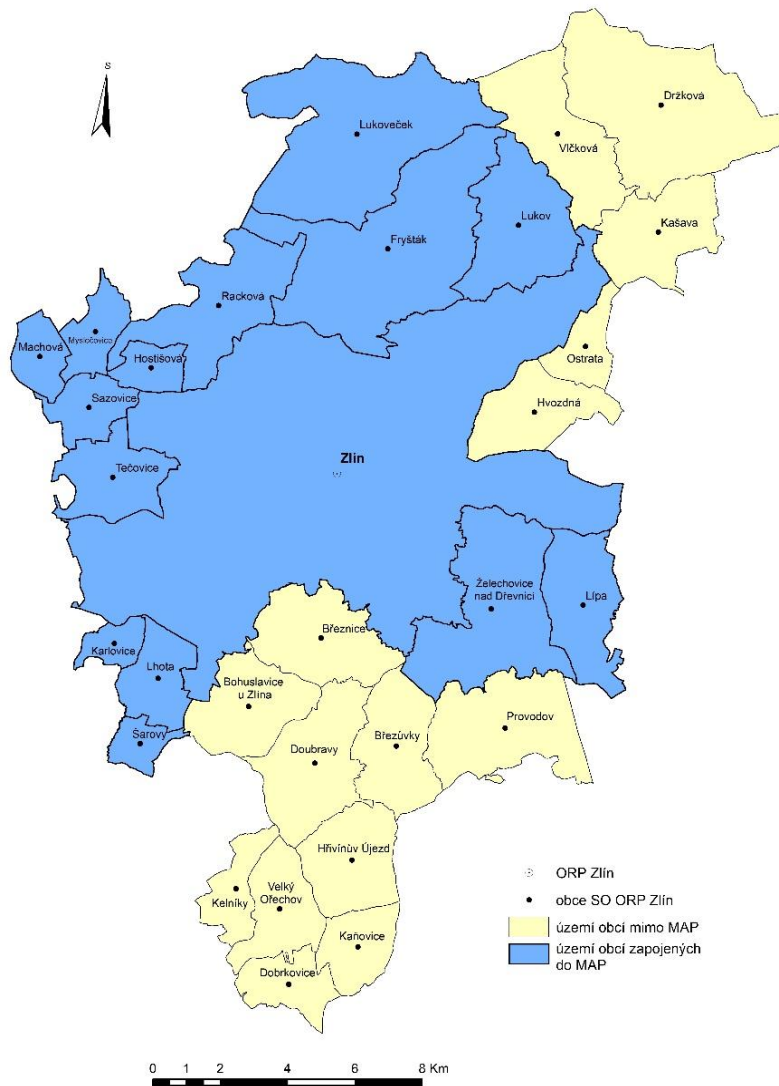 S
Držková
Lukoveček
Vlčková
Lukov
Kašava
Fryšták
Racková
Mysločovice
Machová
Ostrata
Hostišová
Sazovice
Hvozdná
Zlín
Tečovice
Želechovice
nad Dřevnicí
Lípa
Březnice
Karlovice
Lhota
Bohuslavice
u Zlína
Provodov
Šarovy
Doubravy
Březůvky
Hřivínův Újezd
Kelníky
Velký
Ořechov
Kaňovice
Dobrkovice
ORP Zlín
obce SO ORP Zlín
území obcí mimo MAP
území obcí zapojených
do MAP
0 1 2 4 6 8 Km